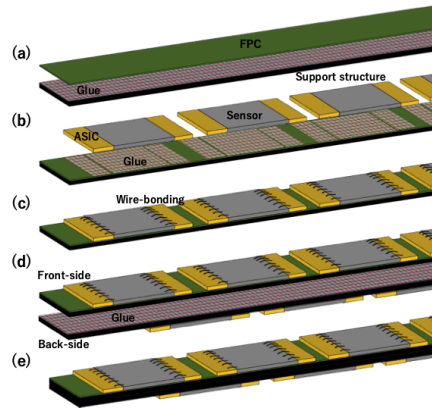 (a)
FPC
Glue
Support structure
(b)
ASIC
Sensor
Glue
(c)
Wire-bonding
(d)
Front-side
Glue
Back-side
(e)